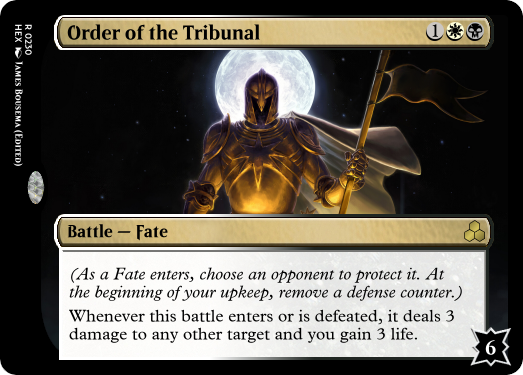 Order of the Tribunal
1
R 0230
HEX James Bousema (Edited)
Battle — Fate
(As a Fate enters, choose an opponent to protect it. At
the beginning of your upkeep, remove a defense counter.)
Whenever this battle enters or is defeated, it deals 3
damage to any other target and you gain 3 life.
6